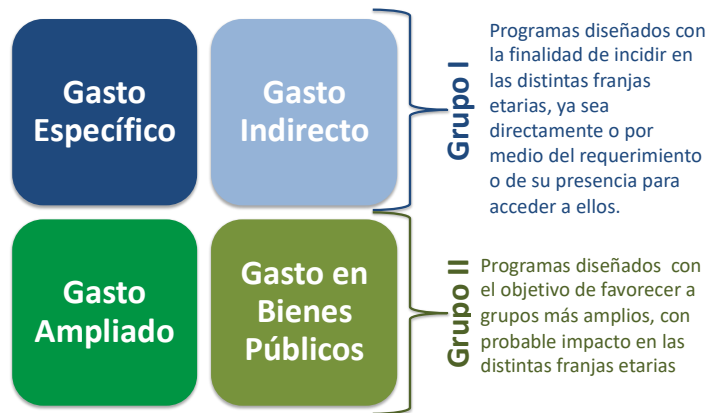 Gasto
Específico
Gasto
Indirecto
Grupo I
Programas diseñados con
la finalidad de incidir en
las distintas franjas
etarias, ya sea
directamente o por
medio del requerimiento
o de su presencia para
acceder a ellos.
Gasto
Ampliado
Gasto en
Bienes
Públicos
Grupo II
Programas diseñados con
el objetivo de favorecer a
grupos más amplios, con
probable impacto en las
distintas franjas etarias